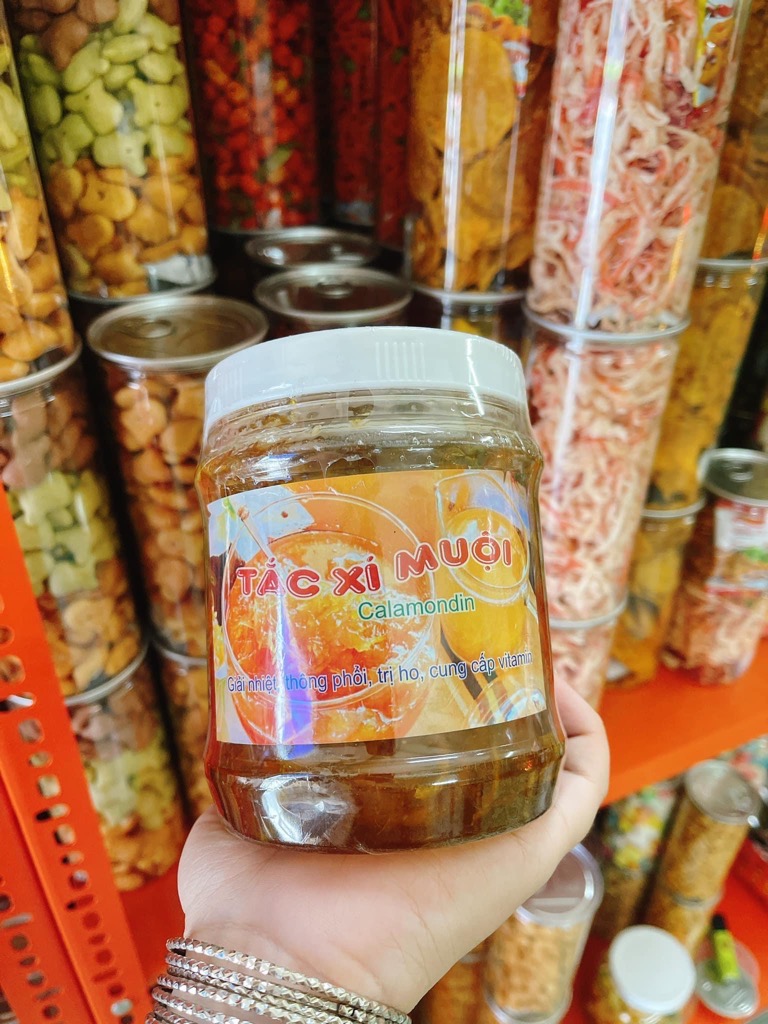 TẮC XÍ MUỘI
Calamondin
Giải nhiệt, thông phổi, trị ho, cung cấp vitamin